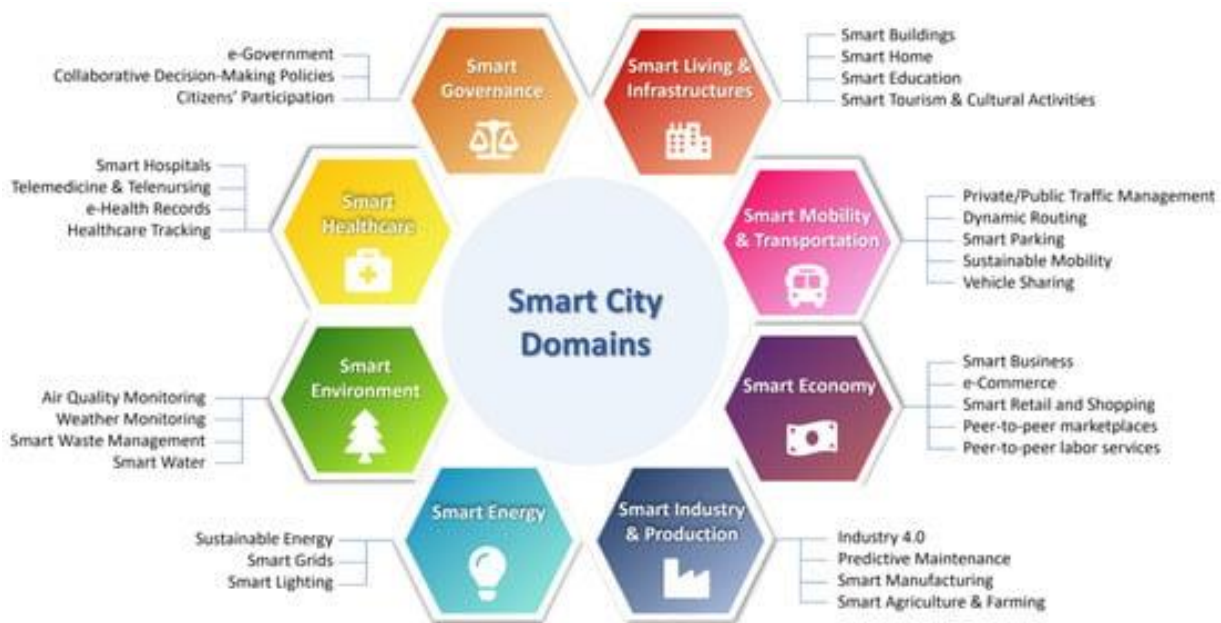 Smart
Governance
e-Government
Collaborative Decision-Making Policies
Citizens' Participation
Smart Living &
Infrastructures
Smart Buildings
Smart Home
Smart Education
Smart Tourism & Cultural Activities
Smart
Healthcare
Smart Hospitals
Telemedicine & Telenursing
e-Health Records
Healthcare Tracking
Smart Mobility
& Transportation
Private/Public Traffic Management
Dynamic Routing
Smart Parking
Sustainable Mobility
Vehicle Sharing
Smart City
Domains
Smart
Environment
Air Quality Monitoring
Weather Monitoring
Smart Waste Management
Smart Water
Smart Economy
Smart Business
e-Commerce
Smart Retail and Shopping
Peer-to-peer marketplaces
Peer-to-peer labor services
Smart Energy
Sustainable Energy
Smart Grids
Smart Lighting
Smart Industry
& Production
Industry 4.0
Predictive Maintenance
Smart Manufacturing
Smart Agriculture & Farming